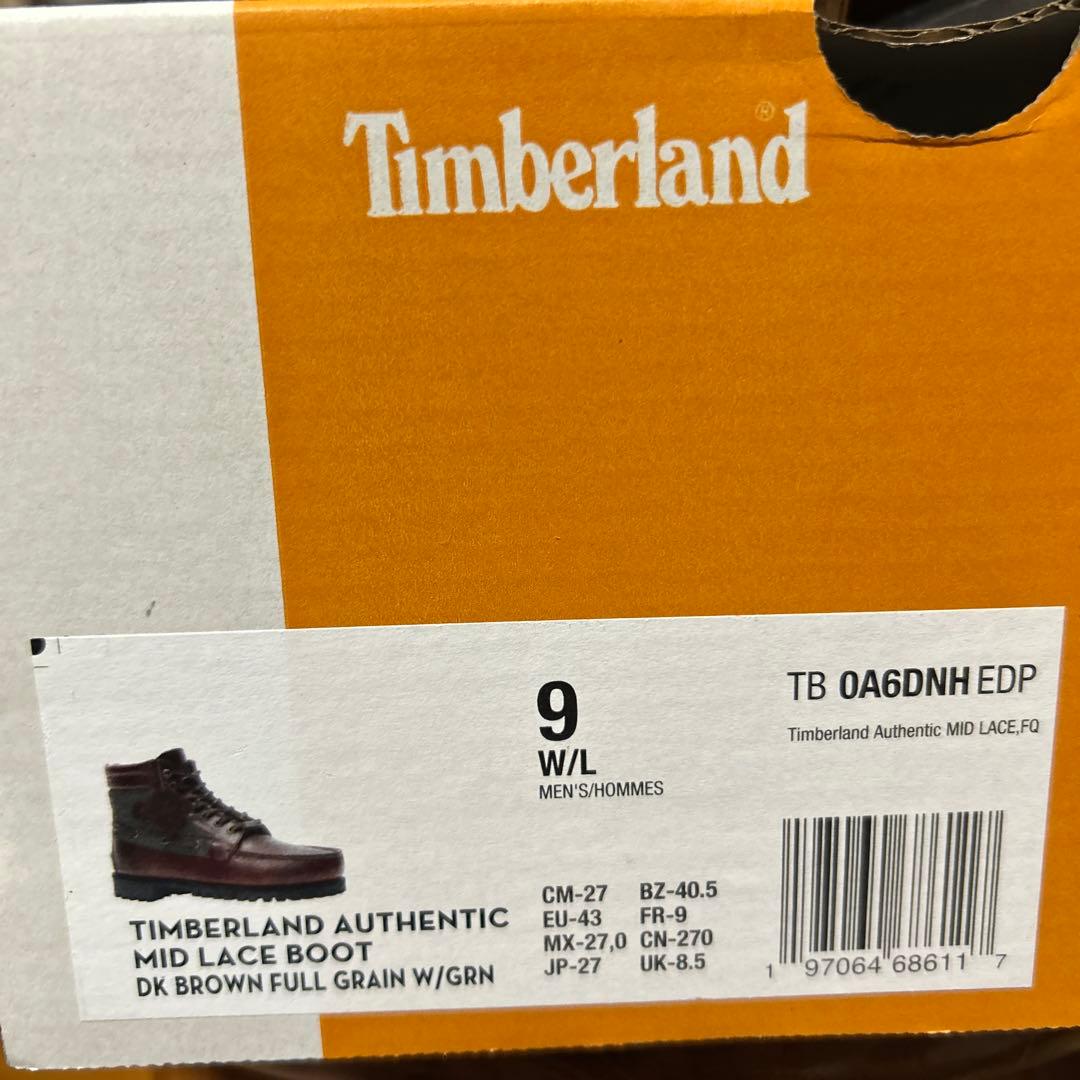 Timberland®
9
W/L
MEN'S/HOMMES
TB 0A6DNH EDP
Timberland Authentic MID LACE,FQ
TIMBERLAND AUTHENTIC
MID LACE BOOT
DK BROWN FULL GRAIN W/GRN
CM-27 BZ-40.5
EU-43 FR-9
MX-27,0 CN-270
JP-27 UK-8.5
1 97064 68611 7